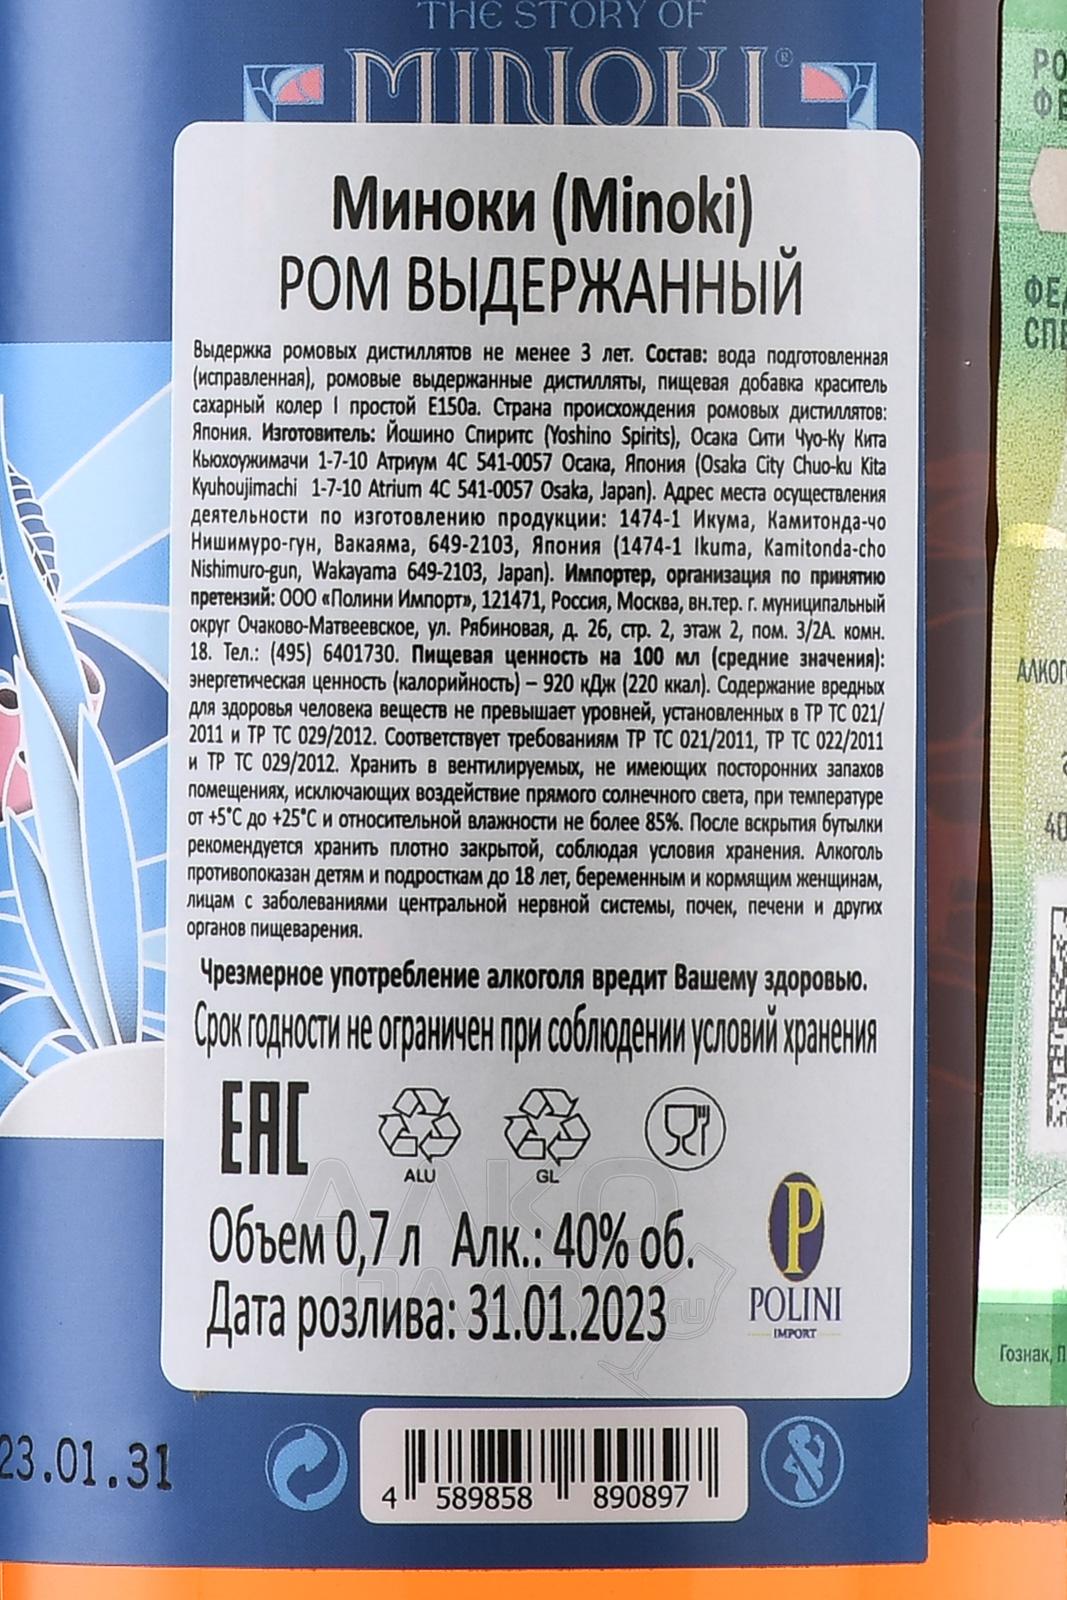 THE STORY OF
MINOKI®
Миноки (Minoki)
РОМ ВЫДЕРЖАННЫЙ
Выдержка ромовых дистиллятов не менее 3 лет. Состав: вода подготовленная
(исправленная), ромовые выдержанные дистилляты, пищевая добавка краситель
сахарный колер I простой Е150а. Страна происхождения ромовых дистиллятов:
Япония. Изготовитель: Йошино Спиритс (Yoshino Spirits), Осака Сити Чуо-Ку Кита
Кьюхоужимачи 1-7-10 Атриум 4С 541-0057 Осака, Япония (Osaka City Chuo-ku Kita
Kyuhoujimachi 1-7-10 Atrium 4C 541-0057 Osaka, Japan). Адрес места осуществления
деятельности по изготовлению продукции: 1474-1 Икума, Камитонда-чо
Нишимуро-гун, Вакаяма, 649-2103, Япония (1474-1 Ikuma, Kamitonda-cho
Nishimuro-gun, Wakayama 649-2103, Japan). Импортер, организация по принятию
претензий: ООО «Полини Импорт», 121471, Россия, Москва, вн.тер. г. муниципальный
округ Очаково-Матвеевское, ул. Рябиновая, д. 26, стр. 2, этаж 2, пом. 3/2А. комн.
18. Тел.: (495) 6401730. Пищевая ценность на 100 мл (средние значения):
энергетическая ценность (калорийность) – 920 кДж (220 ккал). Содержание вредных
для здоровья человека веществ не превышает уровней, установленных в ТР ТС 021/
2011 и ТР ТС 029/2012. Соответствует требованиям ТР ТС 021/2011, ТР ТС 022/2011
и ТР ТС 029/2012. Хранить в вентилируемых, не имеющих посторонних запахов
помещениях, исключающих воздействие прямого солнечного света, при температуре
от +5°С до +25°С и относительной влажности не более 85%. После вскрытия бутылки
рекомендуется хранить плотно закрытой, соблюдая условия хранения. Алкоголь
противопоказан детям и подросткам до 18 лет, беременным и кормящим женщинам,
лицам с заболеваниями центральной нервной системы, почек, печени и других
органов пищеварения.
Чрезмерное употребление алкоголя вредит Вашему здоровью.
Срок годности не ограничен при соблюдении условий хранения
ЕАС
ALU GL
Объем 0,7 л Алк.: 40% об.
Дата розлива: 31.01.2023
P
POLINI
IMPORT
23.01.31
4 589858 890897
РО
ФЕ
ФЕД
СПЕ
АЛКОГ
40
Гознак, П
АЛКО
ПЛАЗА.ru